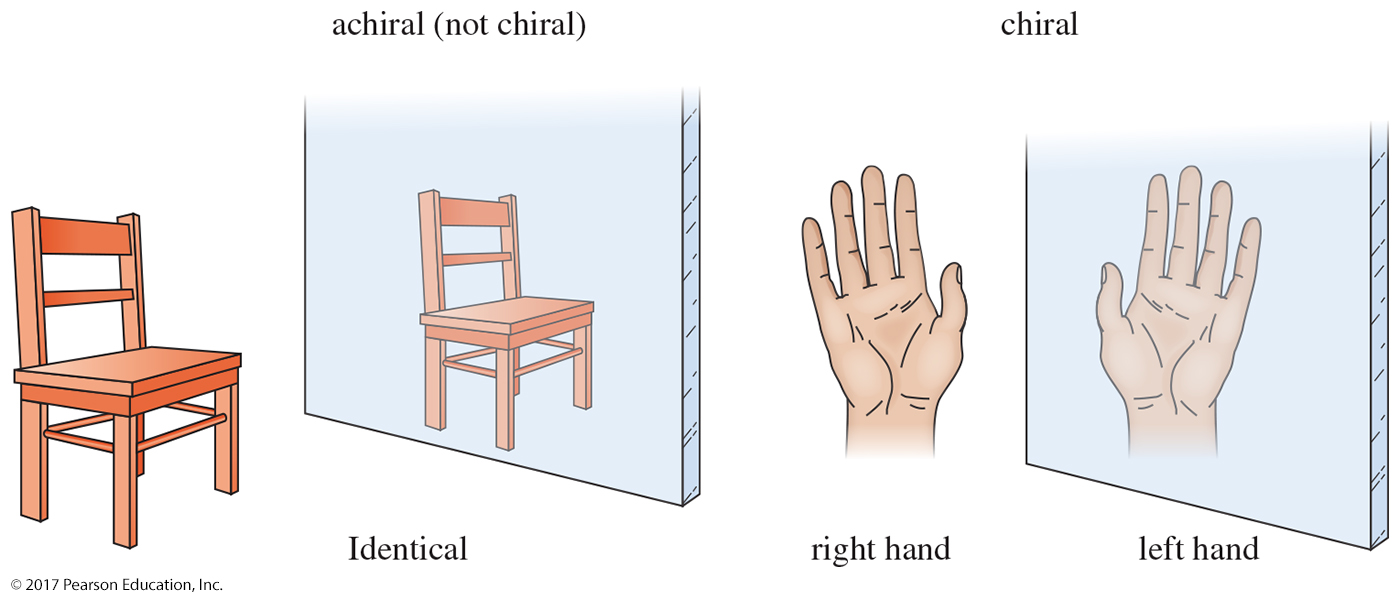 achiral (not chiral)
chiral
Identical
right hand
left hand
© 2017 Pearson Education, Inc.